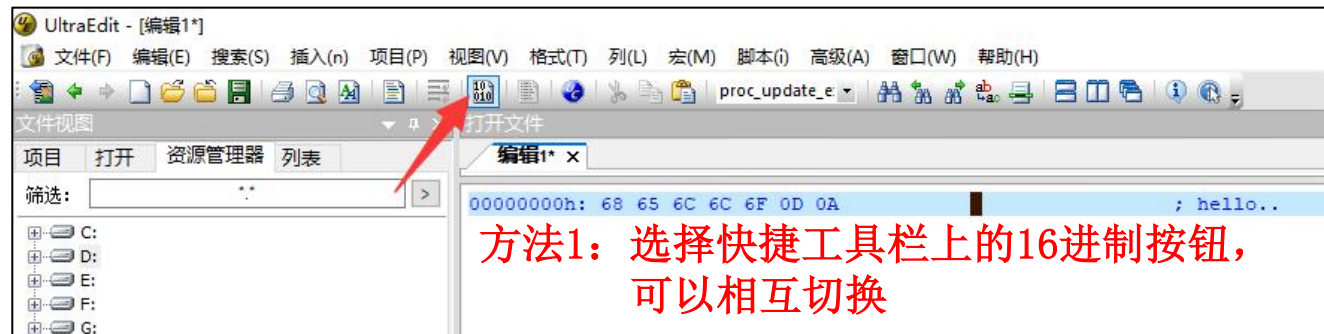 UltraEdit - [编辑1*]
文件(F) 编辑(E) 搜索(S) 插入(n) 项目(P) 视图(V) 格式(T) 列(L) 宏(M) 脚本(i) 高级(A) 窗口(W) 帮助(H)
proc_update_e:
文件视图 打开文件
项目 打开 资源管理器 列表 编辑1* ×
筛选: *.* >
00000000h: 68 65 6C 6C 6F 0D 0A ; hello..
C:
D:
E:
F:
G:
方法1：选择快捷工具栏上的16进制按钮，
可以相互切换